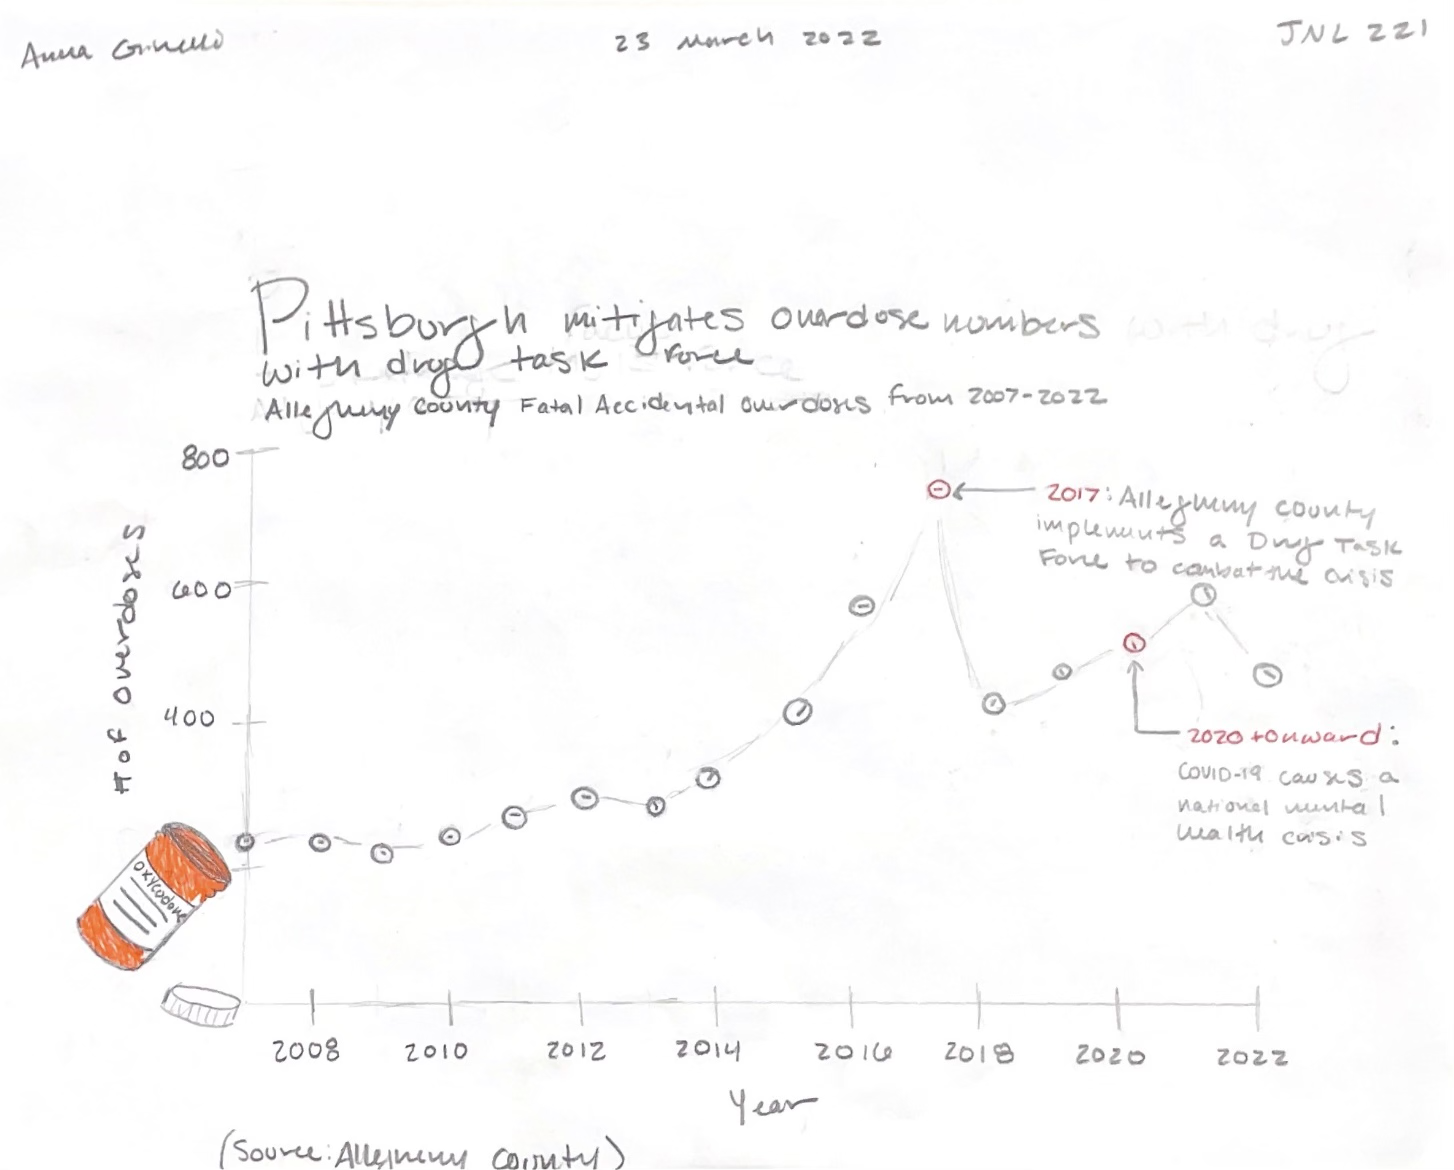 Anna Grinello
23 March 2022
JNL 221
Pittsburgh mitigates overdose numbers
with drug task force
Allegheny County Fatal Accidental overdoses from 2007-2022
800
600
400
# of overdoses
2017: Allegheny county
implements a Drug Task
Force to combat the crisis
2020 + onward:
COVID-19 causes a
national mental
health crisis
oxycodone
2008
2010
2012
2014
2016
2018
2020
2022
Year
(Source: Allegheny County)